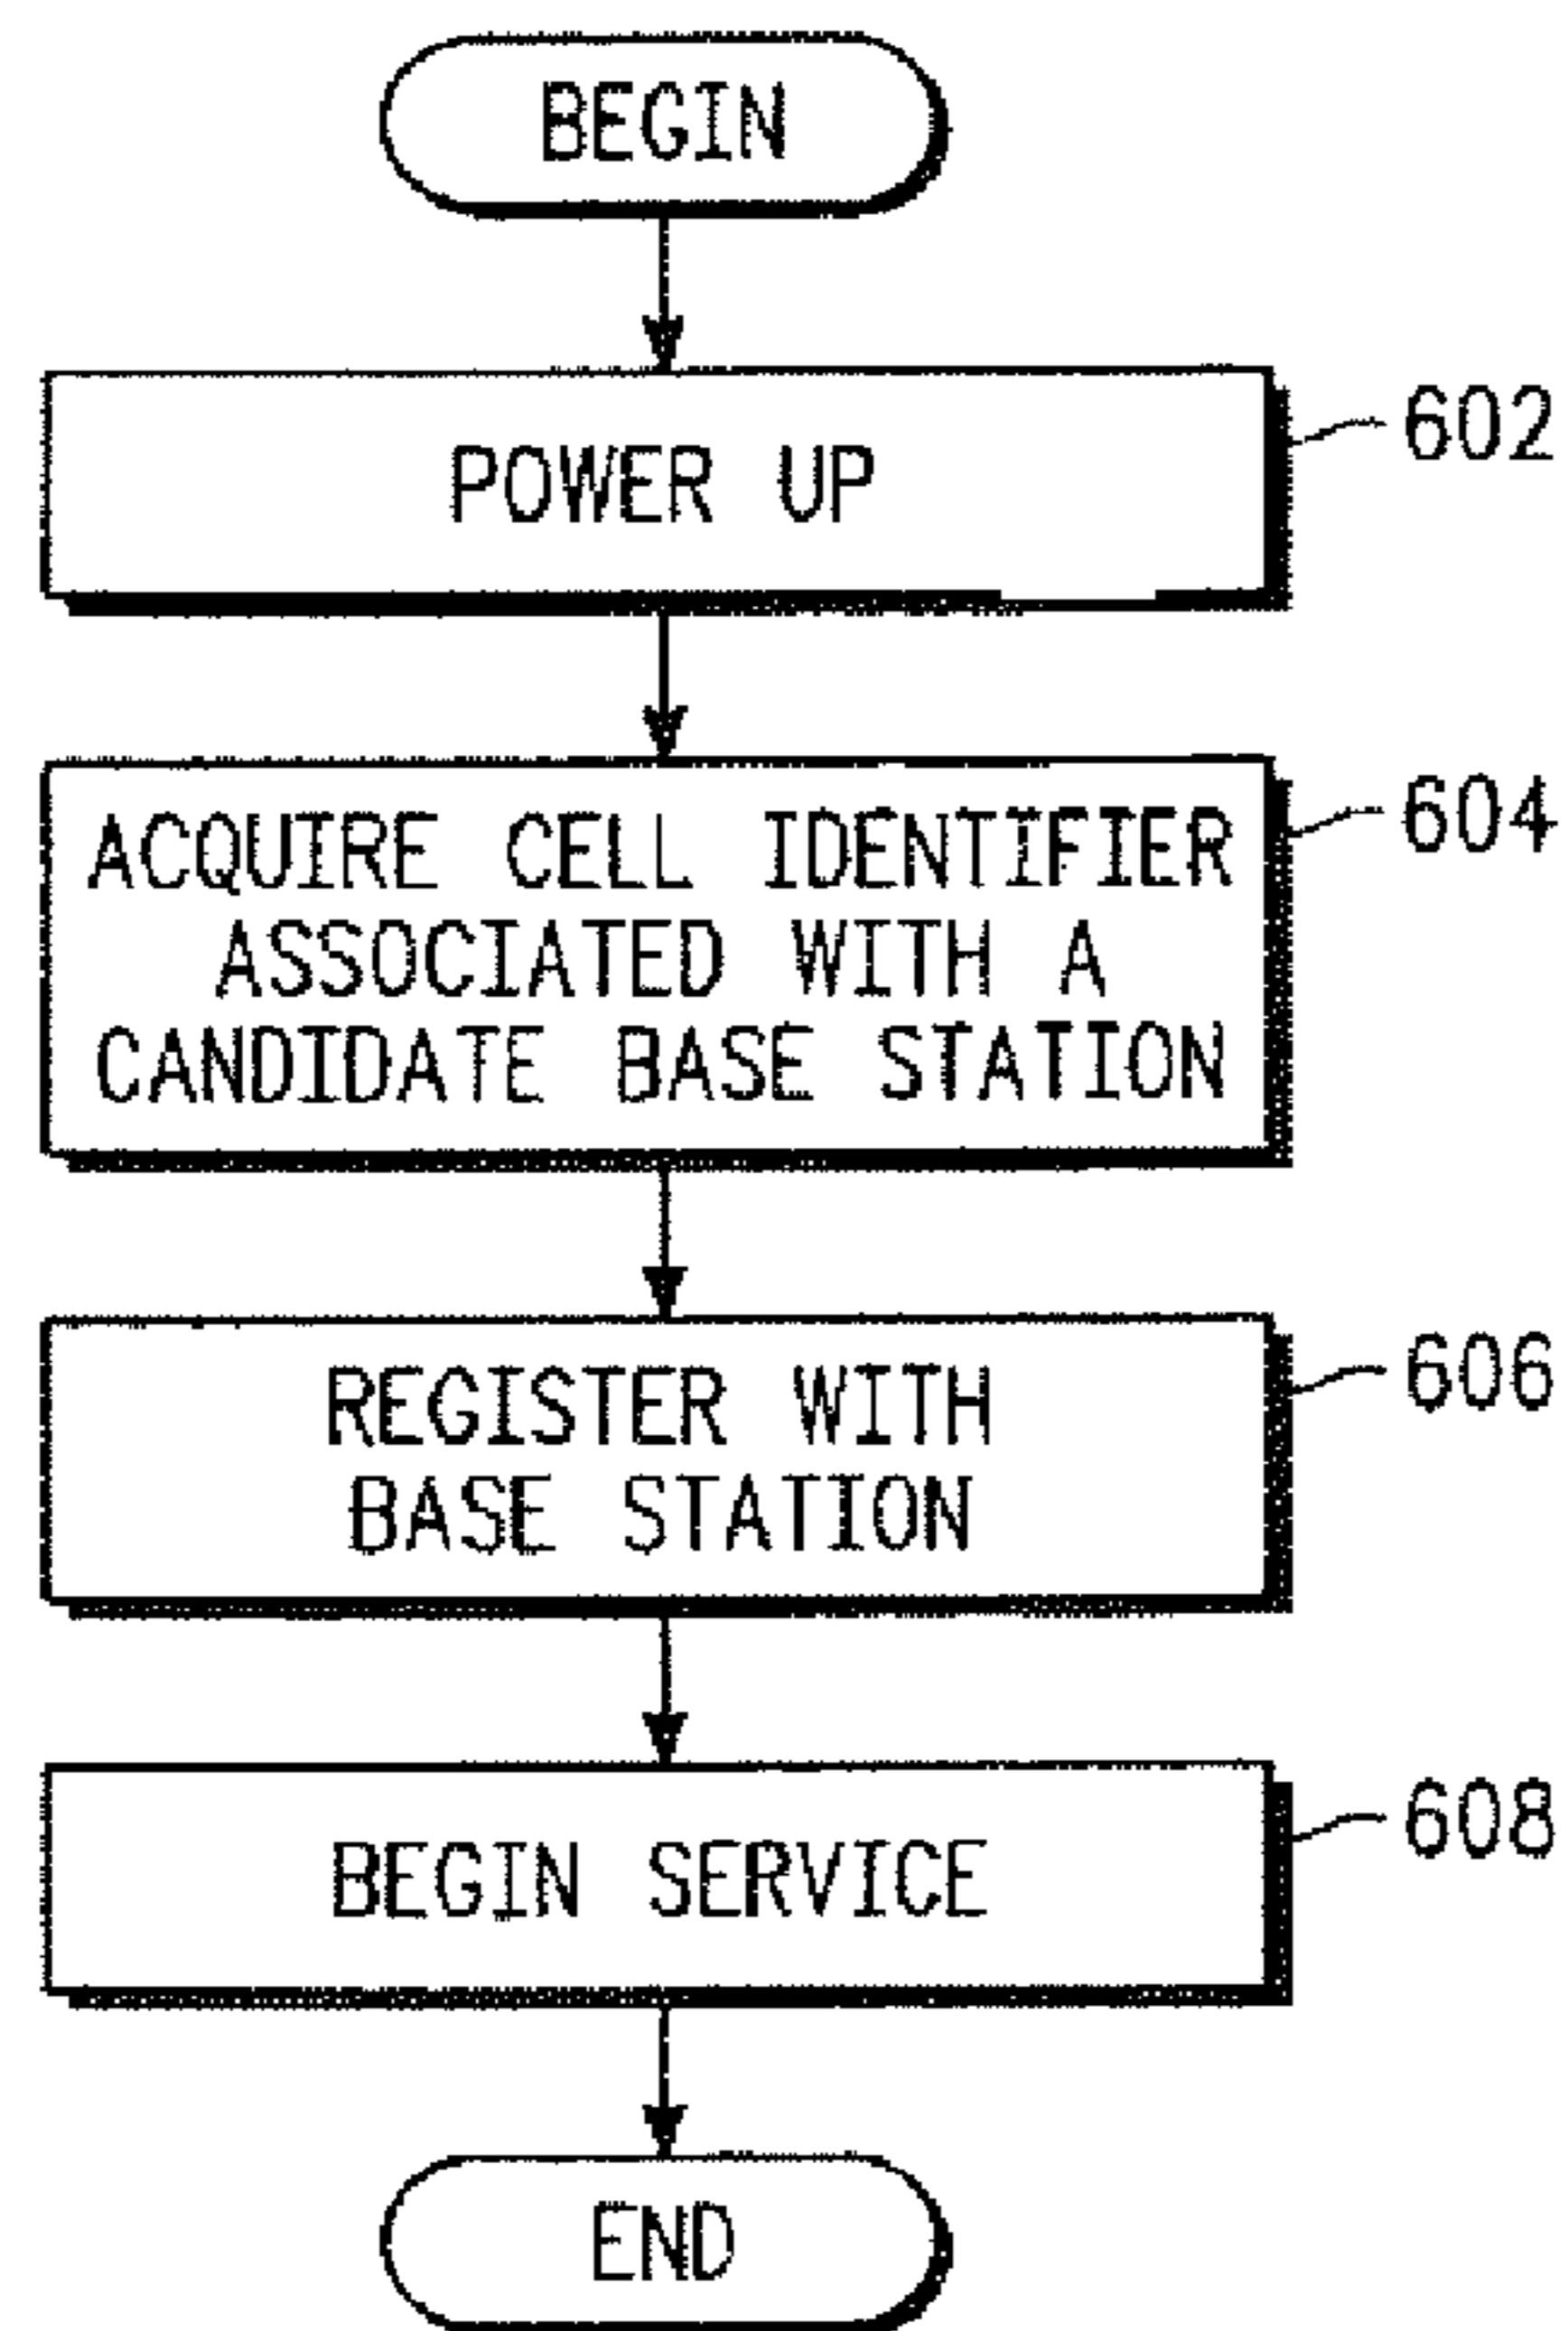 BEGIN
POWER UP
602
ACQUIRE CELL IDENTIFIER
ASSOCIATED WITH A
CANDIDATE BASE STATION
604
REGISTER WITH
BASE STATION
606
BEGIN SERVICE
608
END